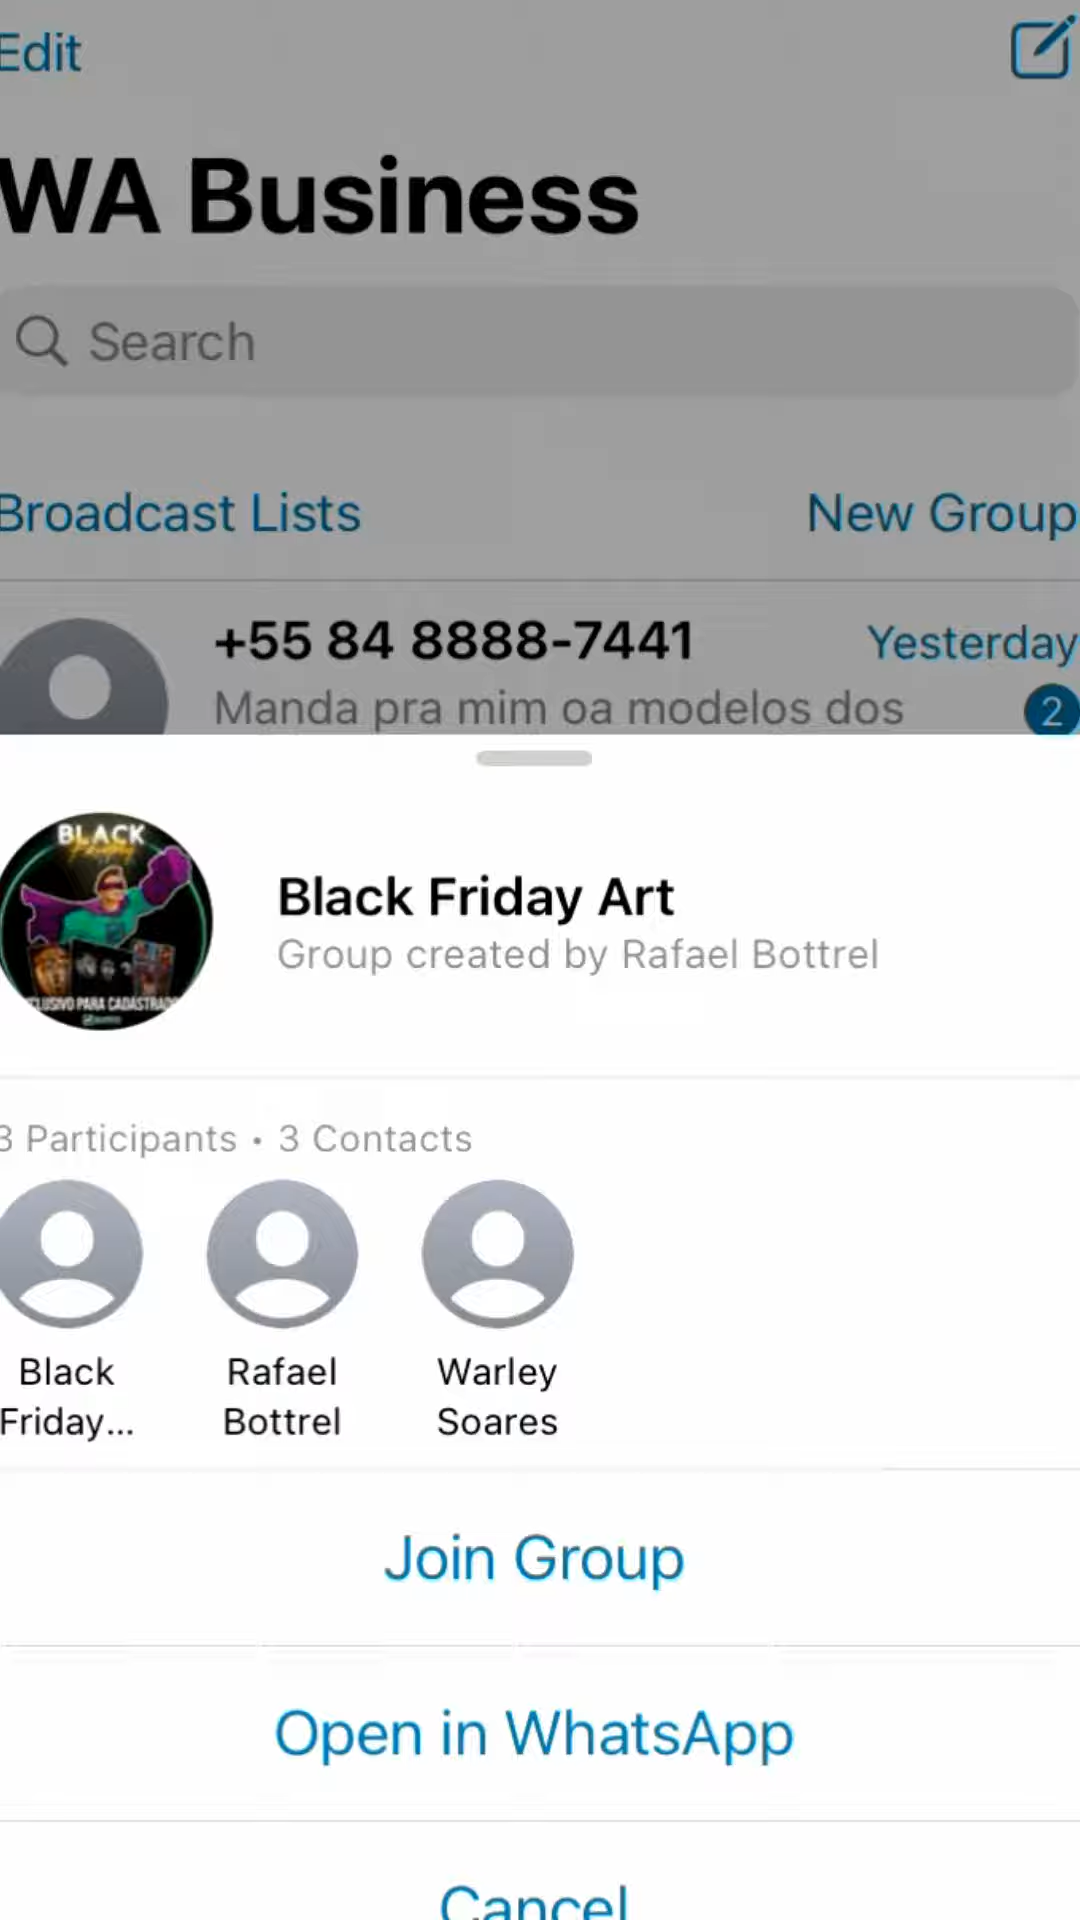 Edit
WA Business
Search
Broadcast Lists
New Group
+55 84 8888-7441
Yesterday
Manda pra mim oa modelos dos
2
BLACK
Black Friday Art
Group created by Rafael Bottrel
PARA CADASTRADO
3 Participants • 3 Contacts
Black
Friday...
Rafael
Bottrel
Warley
Soares
Join Group
Open in WhatsApp
Cancel